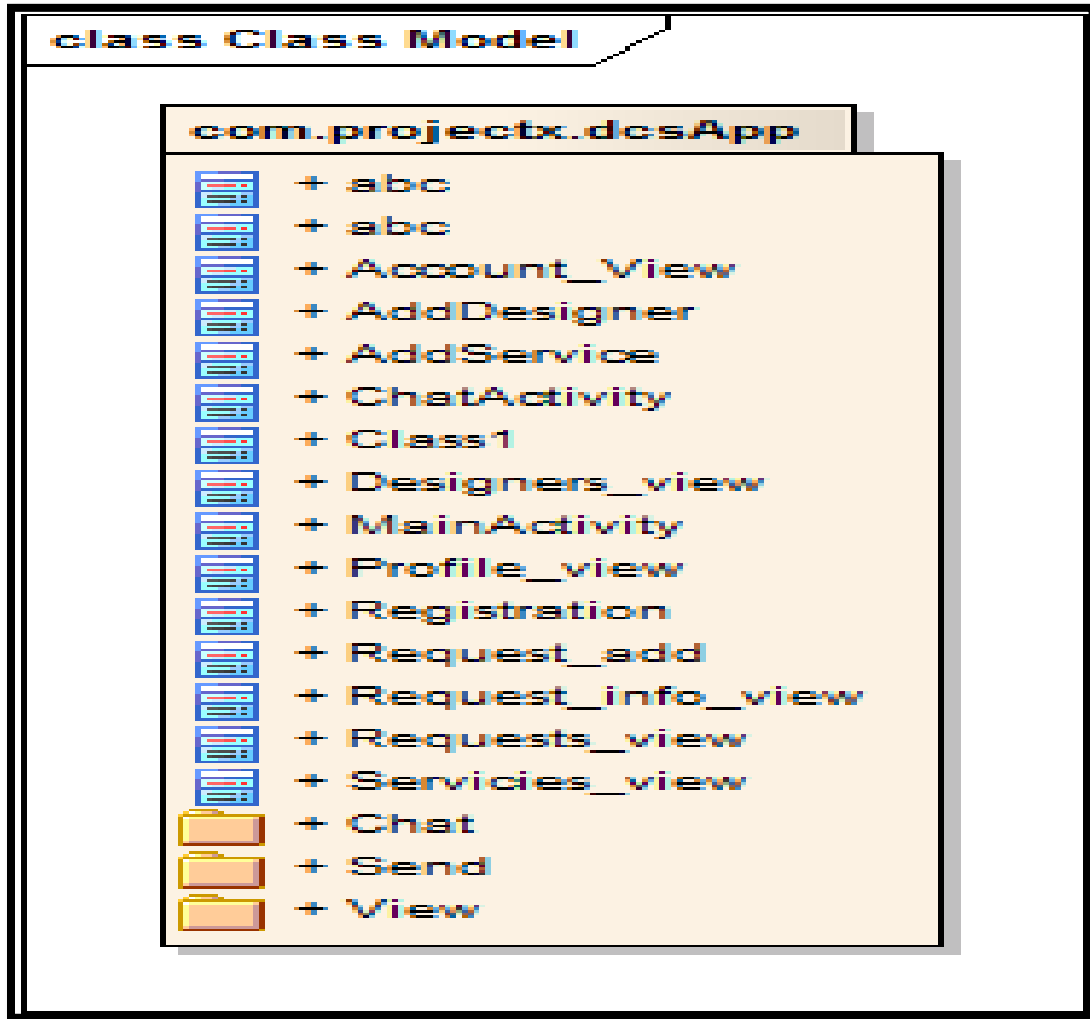 class Class Model
com.projectx.dcsApp
+ abc
+ abc
+ Account_View
+ AddDesigner
+ AddService
+ ChatActivity
+ Class1
+ Designers_view
+ MainActivity
+ Profile_view
+ Registration
+ Request_add
+ Request_info_view
+ Requests_view
+ Servicies_view
+ Chat
+ Send
+ View